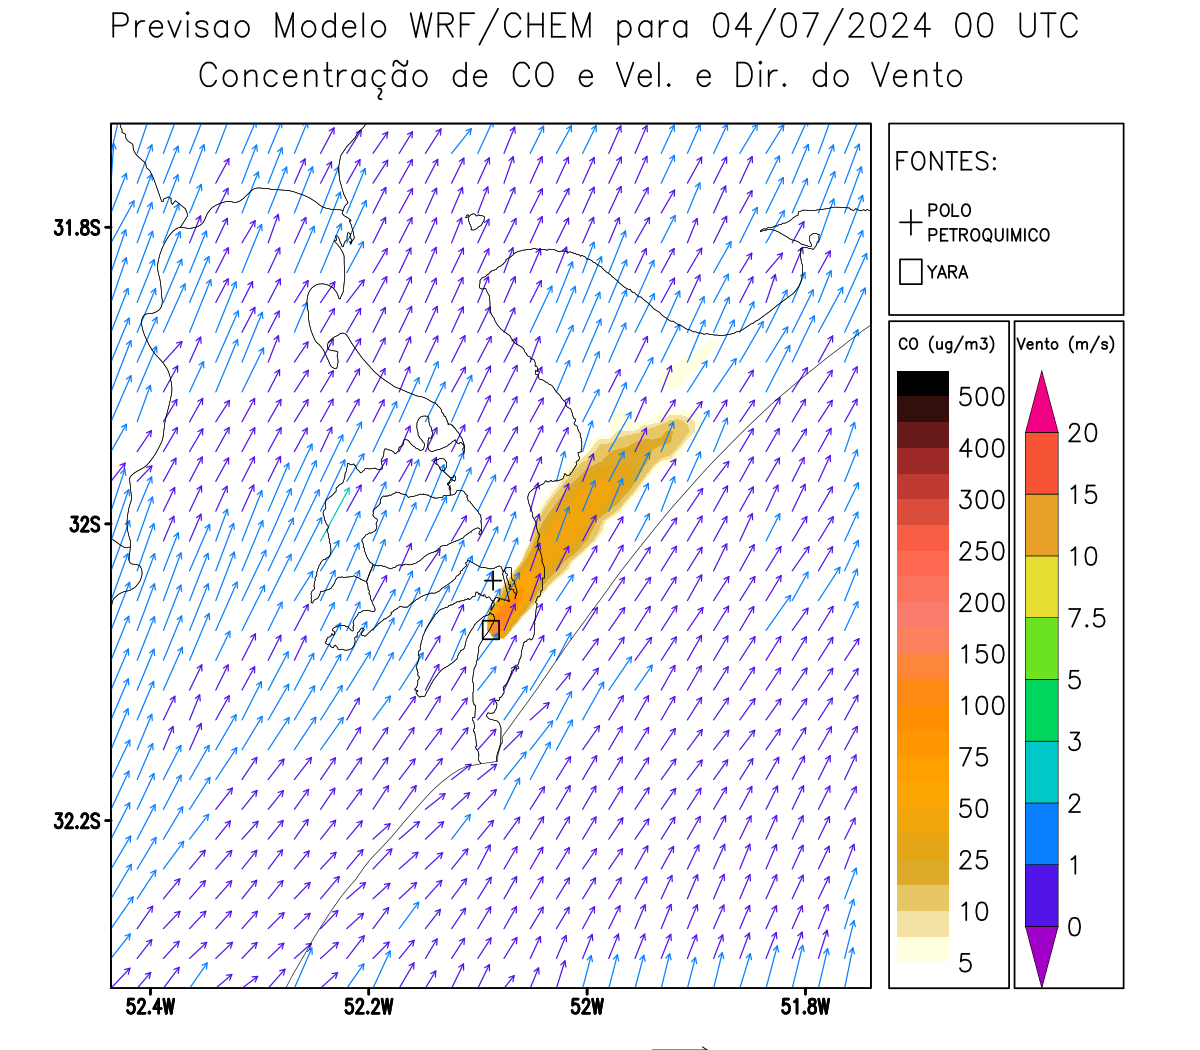 Previsao Modelo WRF/CHEM para 04/07/2024 00 UTC
Concentração de CO e Vel. e Dir. do Vento
FONTES:
POLO
PETROQUIMICO
YARA
CO (ug/m3)
500
400
300
250
200
150
100
75
50
25
10
5
Vento (m/s)
20
15
10
7.5
5
3
2
1
0
31.8S
32S
32.2S
52.4W
52.2W
52W
51.8W